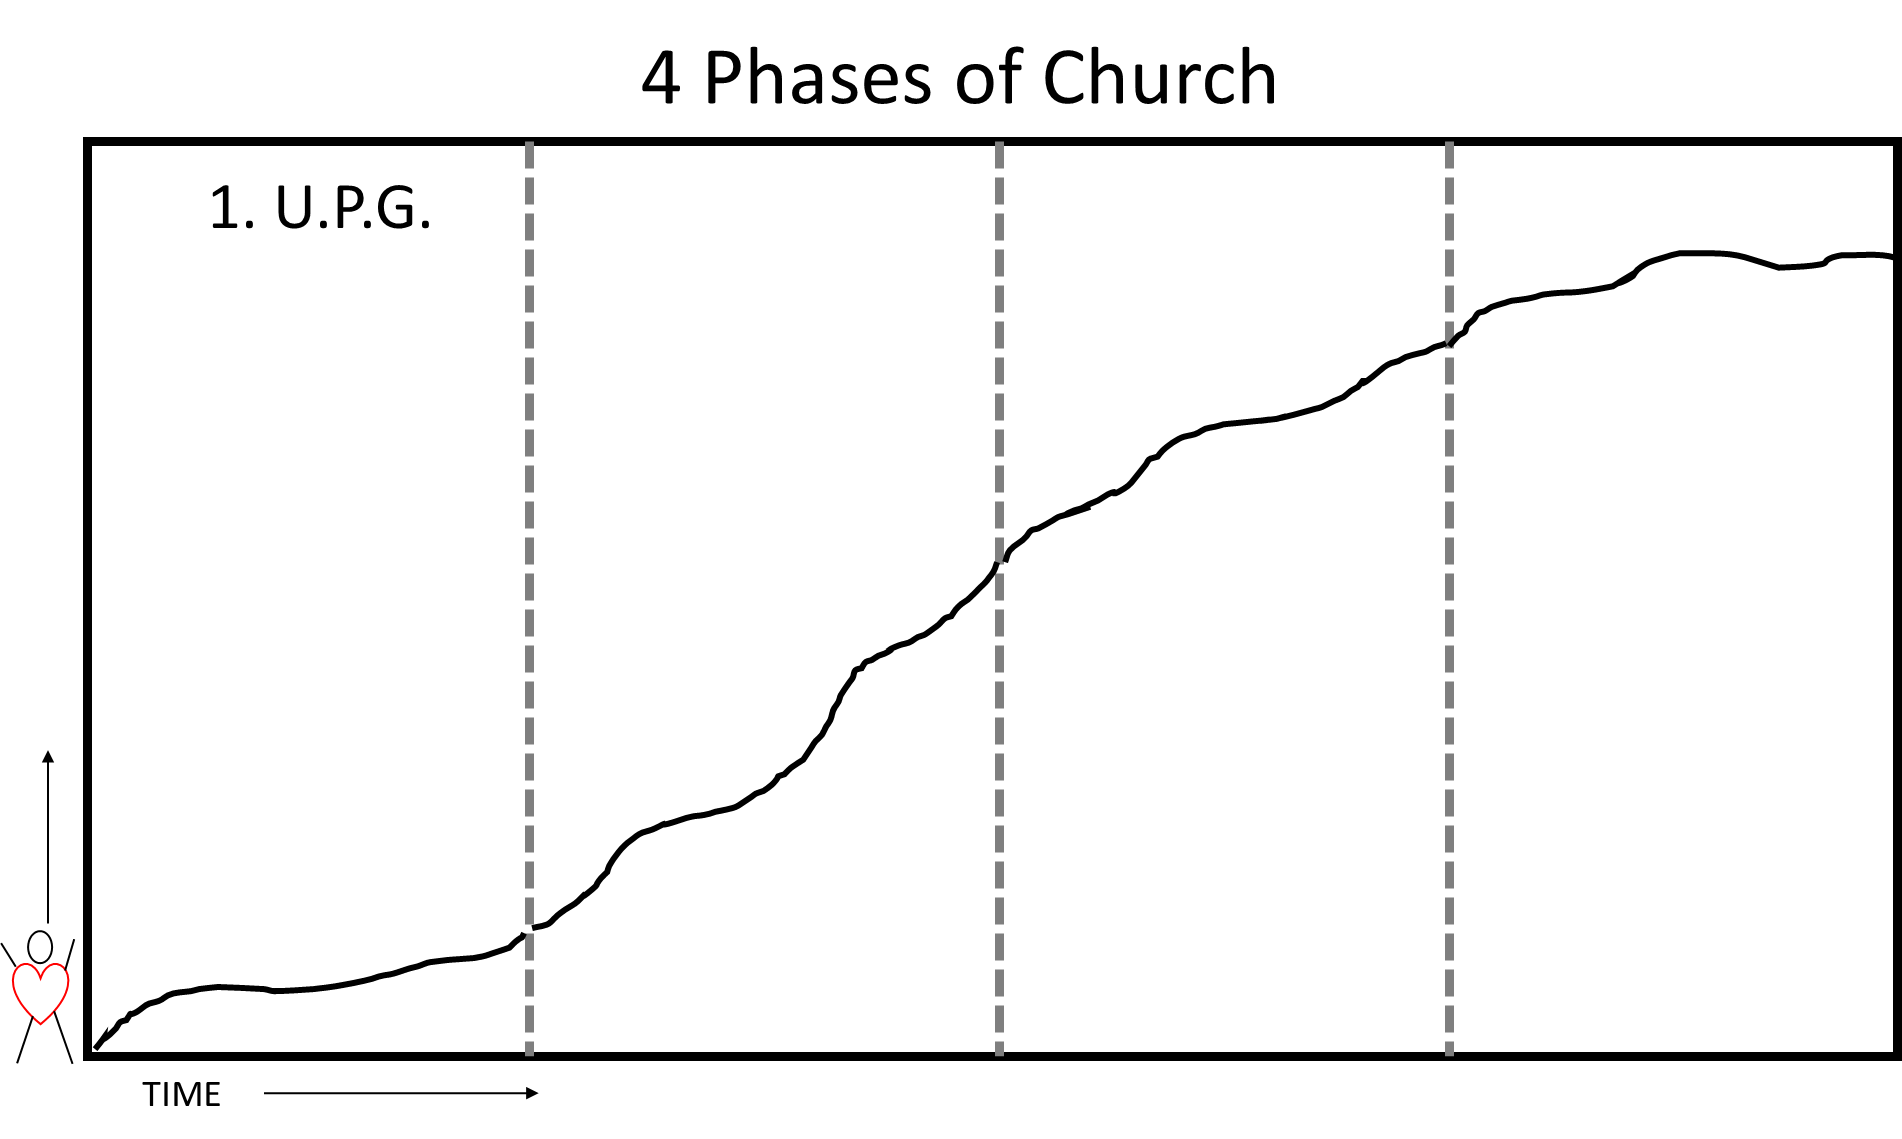 4 Phases of Church
1. U.P.G.
TIME